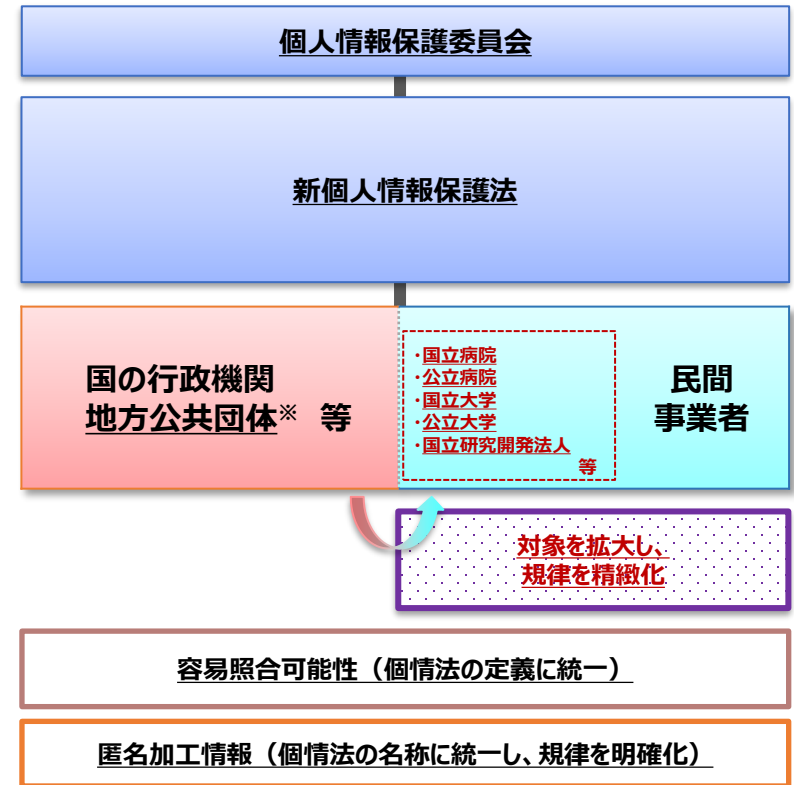 個人情報保護委員会
新個人情報保護法
国の行政機関
地方公共団体※ 等
・国立病院
・公立病院
・国立大学
・公立大学
・国立研究開発法人
等
民間
事業者
対象を拡大し、
規律を精緻化
容易照合可能性（個情法の定義に統一）
匿名加工情報（個情法の名称に統一し、規律を明確化）